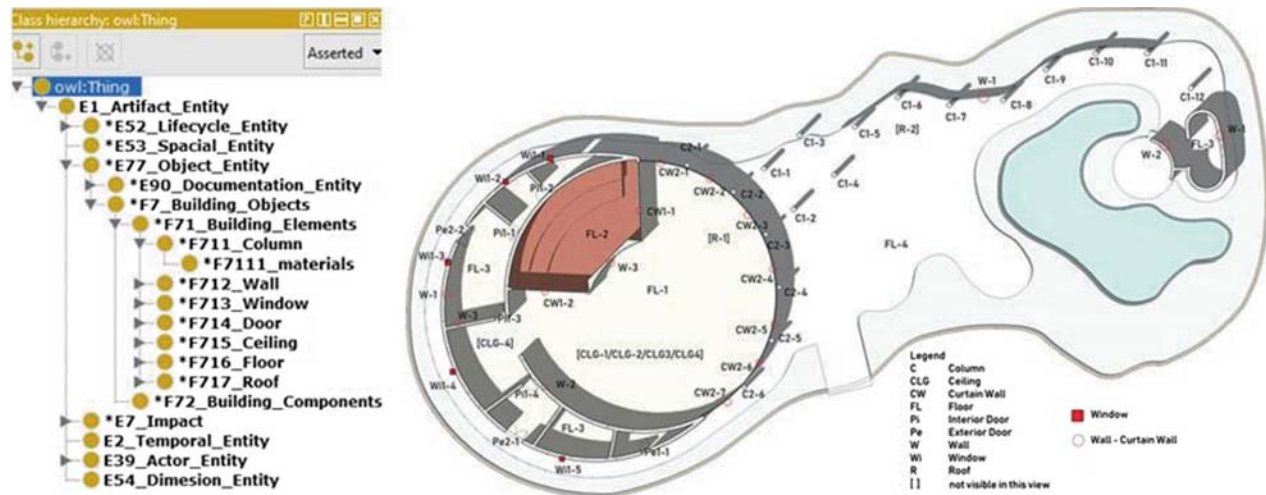 Class hierarchy: owl:Thing
Asserted
owl:Thing
E1_Artifact_Entity
*E52_Lifecycle_Entity
*E53_Spacial_Entity
*E77_Object_Entity
*E90_Documentation_Entity
*F7_Building_Objects
*F71_Building_Elements
*F711_Column
*F7111_materials
*F712_Wall
*F713_Window
*F714_Door
*F715_Ceiling
*F716_Floor
*F717_Roof
*F72_Building_Components
*E7_Impact
E2_Temporal_Entity
E39_Actor_Entity
E54_Dimesion_Entity
Wi1-1
Wi1-2
Pi1-2
Pe2-2
Pi1-1
Wi1-3
FL-3
W-1
W-3
Pi1-3
[CLG-4]
Wi1-4
Pi1-4
W-2
FL-3
Pe2-1
Wi1-5
Pe1-1
FL-2
CW1-1
W-3
CW1-2
FL-1
[R-1]
[CLG-1/CLG-2/CLG3/CLG4]
C2-1
CW2-1
CW2-2
C2-2
CW2-3
C2-3
CW2-4
C2-4
CW2-5
C2-5
CW2-6
C2-6
CW2-7
C1-1
C1-2
C1-3
C1-4
C1-5
[R-2]
C1-6
C1-7
W-1
C1-8
C1-9
C1-10
C1-11
C1-12
W-1
FL-3
W-2
FL-4
Legend
C Column
CLG Ceiling
CW Curtain Wall
FL Floor
Pi Interior Door
Pe Exterior Door
W Wall
Wi Window
R Roof
[ ] not visible in this view
Window
Wall - Curtain Wall